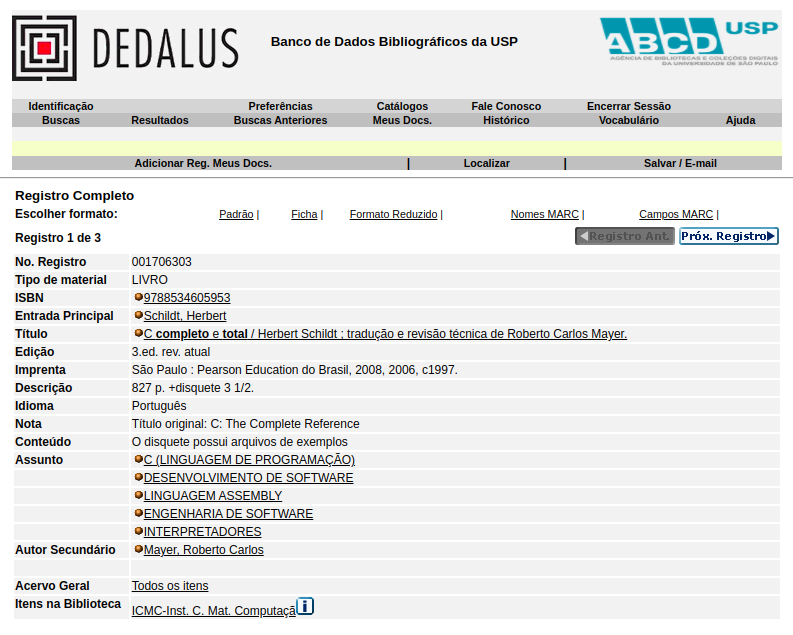 DEDALUS
Banco de Dados Bibliográficos da USP
ABCD USP
AGÊNCIA DE BIBLIOTECAS E COLEÇÕES DIGITAIS
DA UNIVERSIDADE DE SÃO PAULO
Identificação Preferências Catálogos Fale Conosco Encerrar Sessão
Buscas Resultados Buscas Anteriores Meus Docs. Histórico Vocabulário Ajuda
Adicionar Reg. Meus Docs. | Localizar | Salvar / E-mail
Registro Completo
Escolher formato: Padrão | Ficha | Formato Reduzido | Nomes MARC | Campos MARC |
Registro 1 de 3 Registro Ant. Próx. Registro
No. Registro 001706303
Tipo de material LIVRO
ISBN 9788534605953
Entrada Principal Schildt, Herbert
Título C completo e total / Herbert Schildt ; tradução e revisão técnica de Roberto Carlos Mayer.
Edição 3.ed. rev. atual
Imprenta São Paulo : Pearson Education do Brasil, 2008, 2006, c1997.
Descrição 827 p. +disquete 3 1/2.
Idioma Português
Nota Título original: C: The Complete Reference
Conteúdo O disquete possui arquivos de exemplos
Assunto C (LINGUAGEM DE PROGRAMAÇÃO)
DESENVOLVIMENTO DE SOFTWARE
LINGUAGEM ASSEMBLY
ENGENHARIA DE SOFTWARE
INTERPRETADORES
Autor Secundário Mayer, Roberto Carlos
Acervo Geral Todos os itens
Itens na Biblioteca ICMC-Inst. C. Mat. Computaçã i